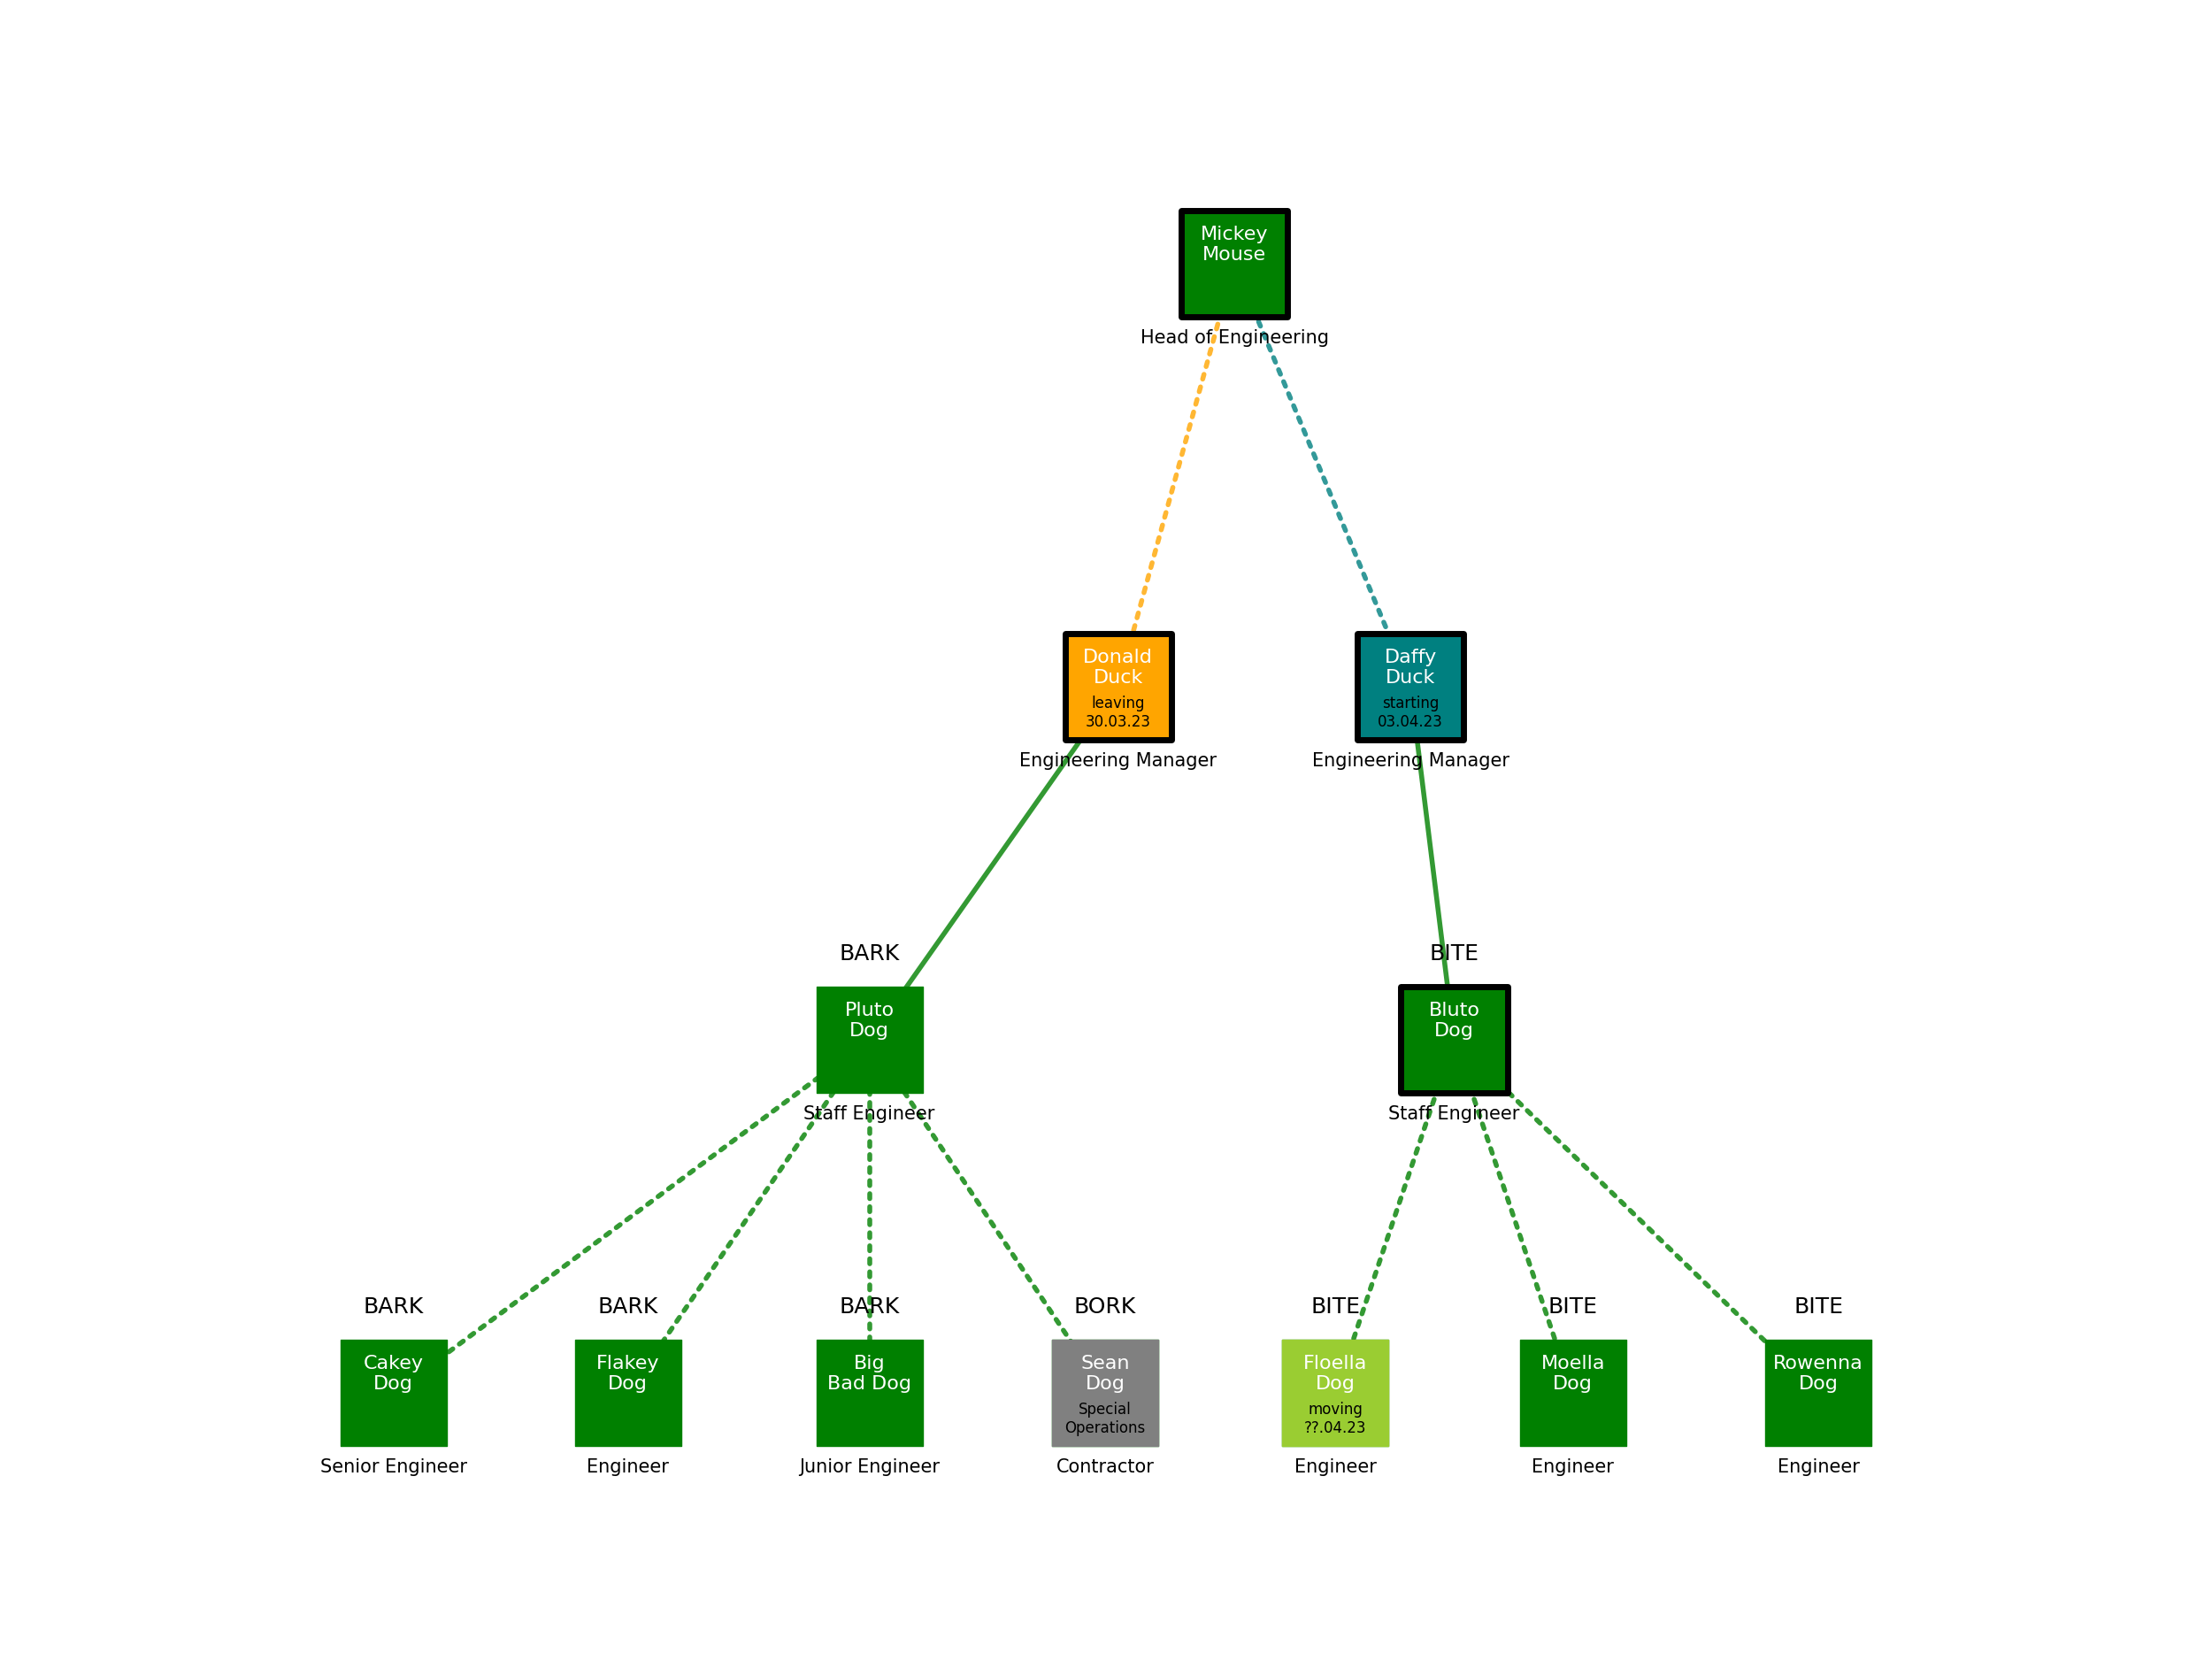 Mickey
Mouse
Head of Engineering
Donald
Duck
leaving
30.03.23
Engineering Manager
Daffy
Duck
starting
03.04.23
Engineering Manager
BARK
Pluto
Dog
Staff Engineer
BITE
Bluto
Dog
Staff Engineer
BARK
Cakey
Dog
Senior Engineer
BARK
Flakey
Dog
Engineer
BARK
Big
Bad Dog
Junior Engineer
BORK
Sean
Dog
Special
Operations
Contractor
BITE
Floella
Dog
moving
??.04.23
Engineer
BITE
Moella
Dog
Engineer
BITE
Rowenna
Dog
Engineer